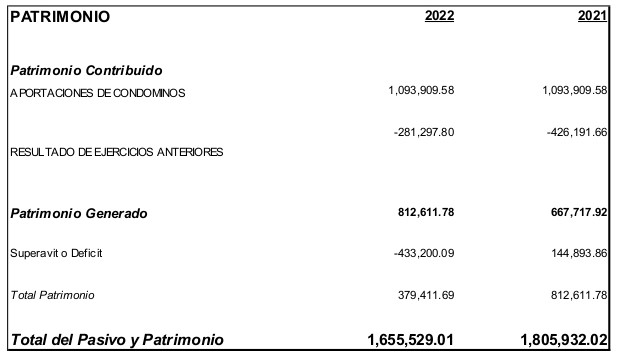 PATRIMONIO 2022 2021
Patrimonio Contribuido
APORTACIONES DE CONDOMINOS 1,093,909.58 1,093,909.58
-281,297.80 -426,191.66
RESULTADO DE EJERCICIOS ANTERIORES
Patrimonio Generado 812,611.78 667,717.92
Superavit o Deficit -433,200.09 144,893.86
Total Patrimonio 379,411.69 812,611.78
Total del Pasivo y Patrimonio 1,655,529.01 1,805,932.02